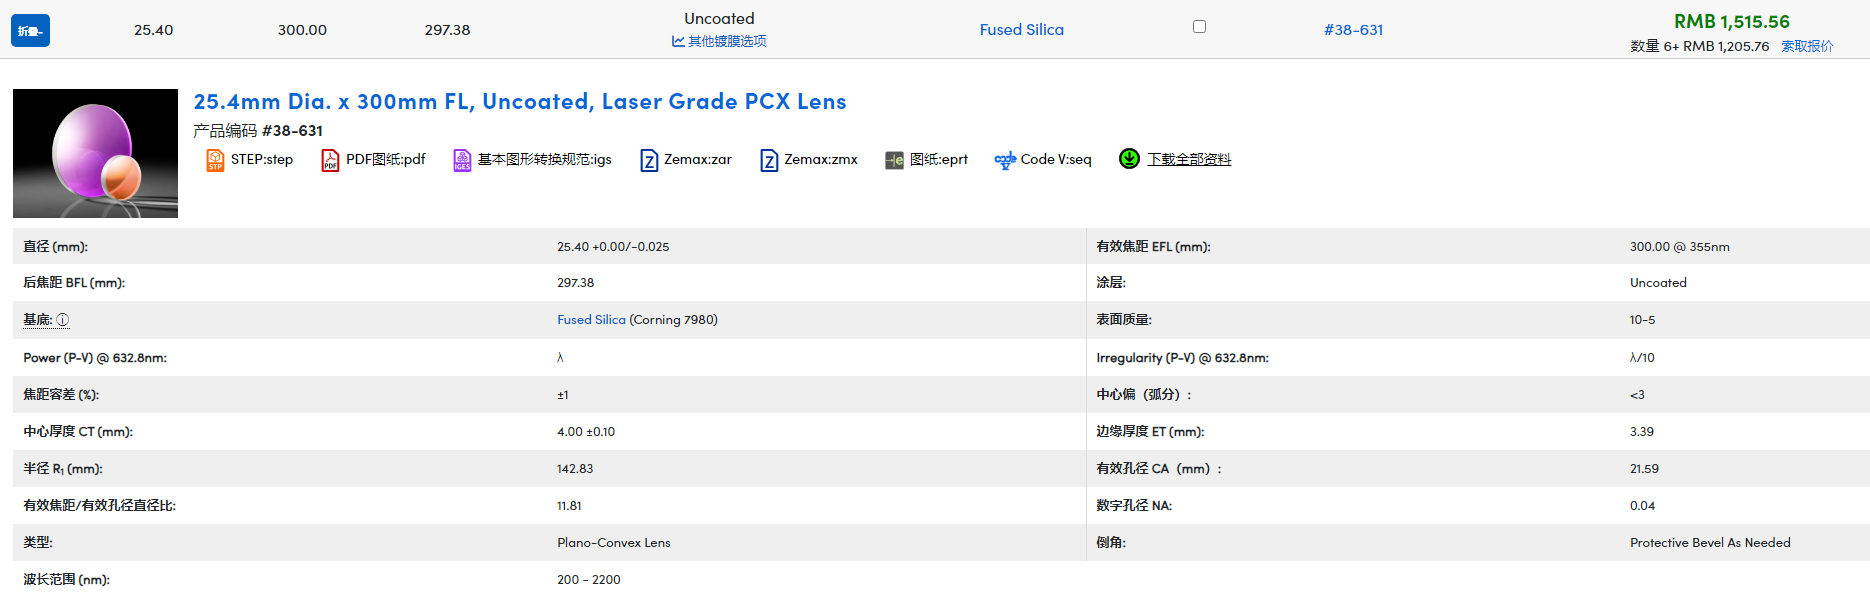 折叠-
25.40 300.00 297.38 Uncoated Fused Silica #38-631 RMB 1,515.56
其他镀膜选项 数量 6+ RMB 1,205.76 索取报价
25.4mm Dia. x 300mm FL, Uncoated, Laser Grade PCX Lens
产品编码 #38-631
STEP:step PDF图纸:pdf 基本图形转换规范:igs Zemax:zar Zemax:zmx 图纸:eprt Code V:seq 下载全部资料
直径 (mm): 25.40 +0.00/-0.025 有效焦距 EFL (mm): 300.00 @ 355nm
后焦距 BFL (mm): 297.38 涂层: Uncoated
基底: ⓘ Fused Silica (Corning 7980) 表面质量: 10-5
Power (P-V) @ 632.8nm: λ Irregularity (P-V) @ 632.8nm: λ/10
焦距容差 (%): ±1 中心偏（弧分）: <3
中心厚度 CT (mm): 4.00 ±0.10 边缘厚度 ET (mm): 3.39
半径 R₁ (mm): 142.83 有效孔径 CA（mm）: 21.59
有效焦距/有效孔径直径比: 11.81 数字孔径 NA: 0.04
类型: Plano-Convex Lens 倒角: Protective Bevel As Needed
波长范围 (nm): 200 - 2200